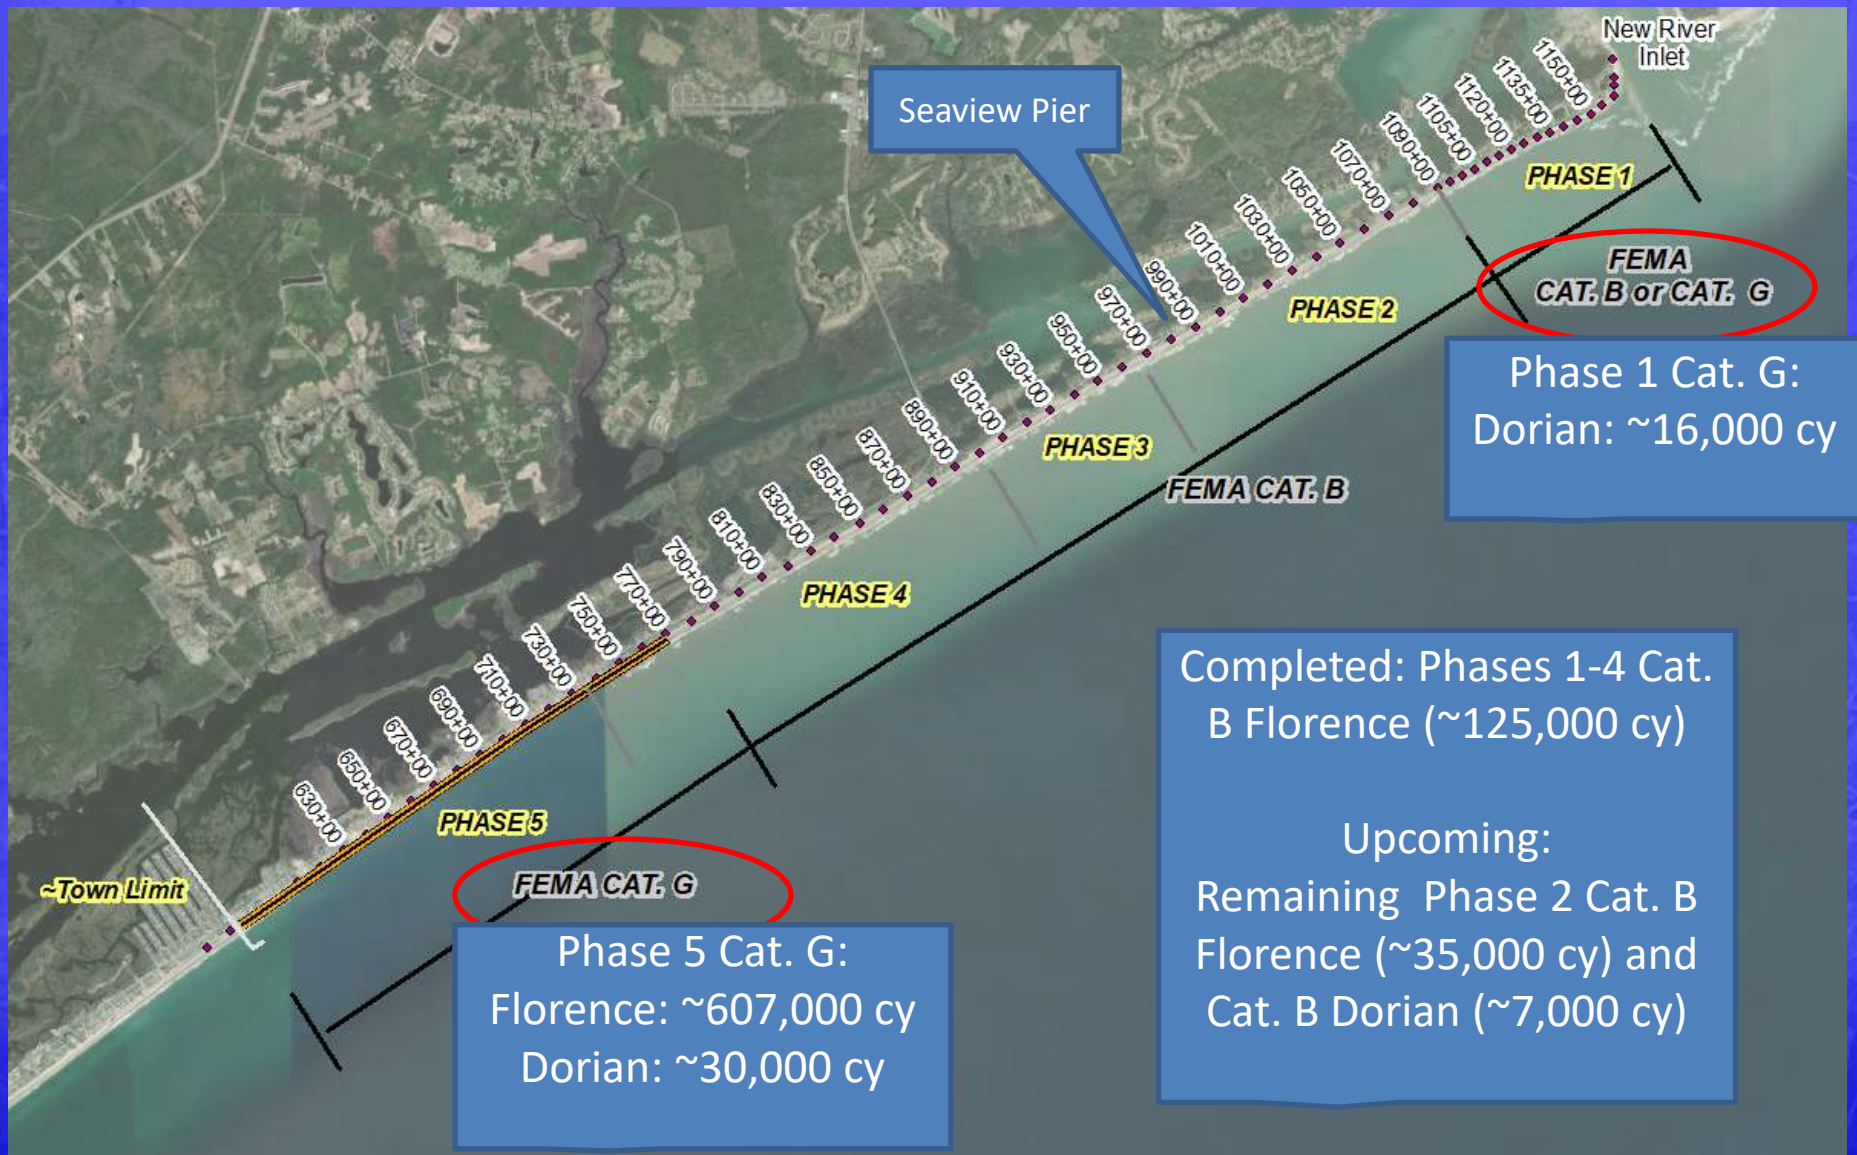 New River
Inlet
Seaview Pier
1150+00
1135+00
1120+00
1105+00
1090+00
1070+00
1050+00
1030+00
1010+00
990+00
970+00
950+00
930+00
910+00
890+00
870+00
850+00
830+00
810+00
790+00
770+00
750+00
730+00
710+00
690+00
670+00
650+00
630+00
PHASE 1
FEMA
CAT. B or CAT. G
Phase 1 Cat. G:
Dorian: ~16,000 cy
PHASE 2
PHASE 3
FEMA CAT. B
PHASE 4
PHASE 5
~Town Limit
FEMA CAT. G
Phase 5 Cat. G:
Florence: ~607,000 cy
Dorian: ~30,000 cy
Completed: Phases 1-4 Cat.
B Florence (~125,000 cy)
Upcoming:
Remaining Phase 2 Cat. B
Florence (~35,000 cy) and
Cat. B Dorian (~7,000 cy)